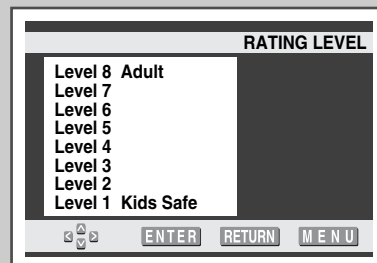 RATING LEVEL
Level 8 Adult
Level 7
Level 6
Level 5
Level 4
Level 3
Level 2
Level 1 Kids Safe
ENTER RETURN MENU